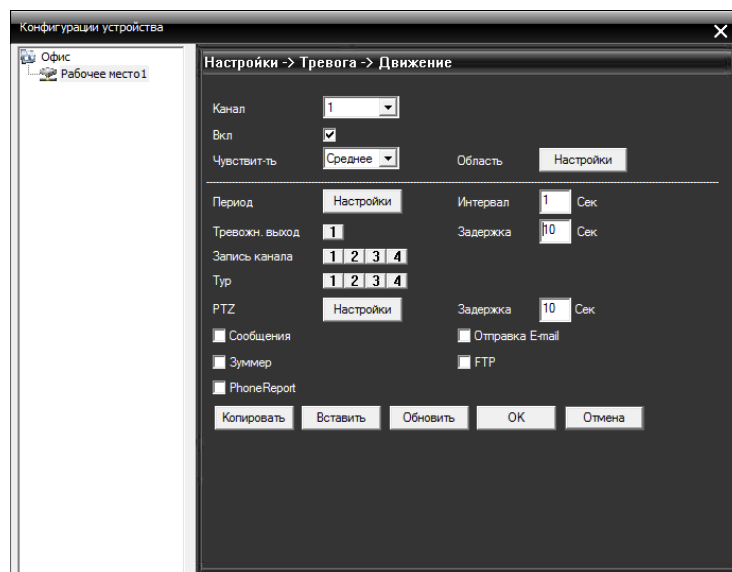 Конфигурации устройства
Офис
Рабочее место1
Настройки -> Тревога -> Движение
Канал 1
Вкл
Чувствит-ть Среднее Область Настройки
Период Настройки Интервал 1 Сек
Тревожн. выход 1 Задержка 10 Сек
Запись канала 1 2 3 4
Тур 1 2 3 4
PTZ Настройки Задержка 10 Сек
Сообщения Отправка E-mail
Зуммер FTP
PhoneReport
Копировать Вставить Обновить OK Отмена